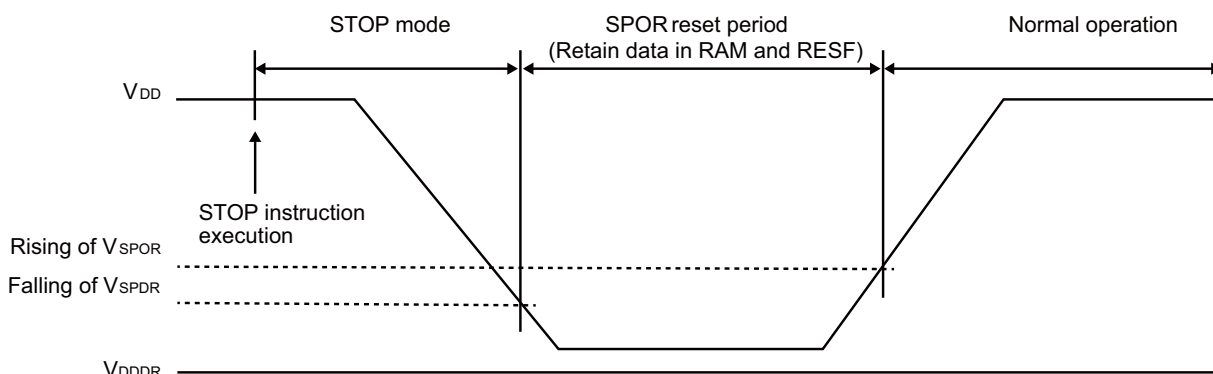 STOP mode
SPOR reset period
(Retain data in RAM and RESF)
Normal operation
VDD
STOP instruction
execution
Rising of VSPOR
Falling of VSPDR
VDDDR